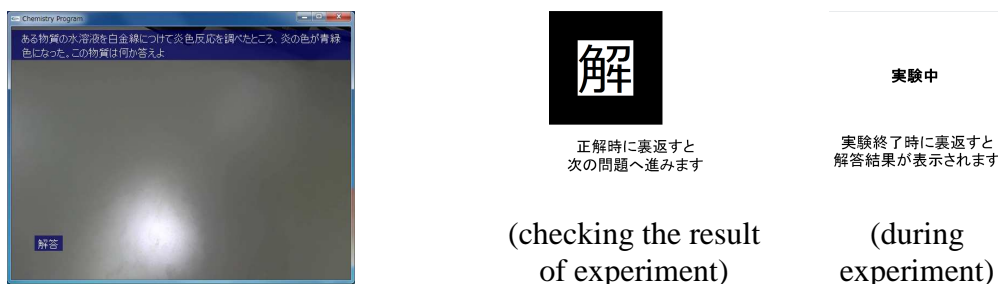 Chemistry Program
ある物質の水溶液を白金線につけて炎色反応を調べたところ、炎の色が青緑
色になった。この物質は何か答えよ
解答
解
正解時に裏返すと
次の問題へ進みます
(checking the result
of experiment)
実験中
実験終了時に裏返すと
解答結果が表示されます
(during
experiment)